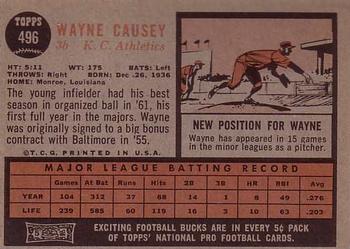 TOPPS
496
WAYNE CAUSEY
3b K. C. Athletics
HT: 5:11 WT: 175 BATS: Left
THROWS: Right BORN: Dec. 26, 1936
HOME: Monroe, Louisiana
The young infielder had his best
season in organized ball in '61, his
first full year in the majors. Wayne
was originally signed to a big bonus
contract with Baltimore in '55.
©T.C.G. PRINTED IN U.S.A.
NEW POSITION FOR WAYNE
Wayne has appeared in 15 games
in the minor leagues as a pitcher.
MAJOR LEAGUE BATTING RECORD
Games At Bat Runs Hits 2B 3B HR RBI Avg.
YEAR 104 312 37 68 14 1 8 49 .276
LIFE 239 585 60 119 17 3 10 63 .203
EXCITING FOOTBALL BUCKS ARE IN EVERY 5¢ PACK
OF TOPPS' NATIONAL PRO FOOTBALL CARDS.